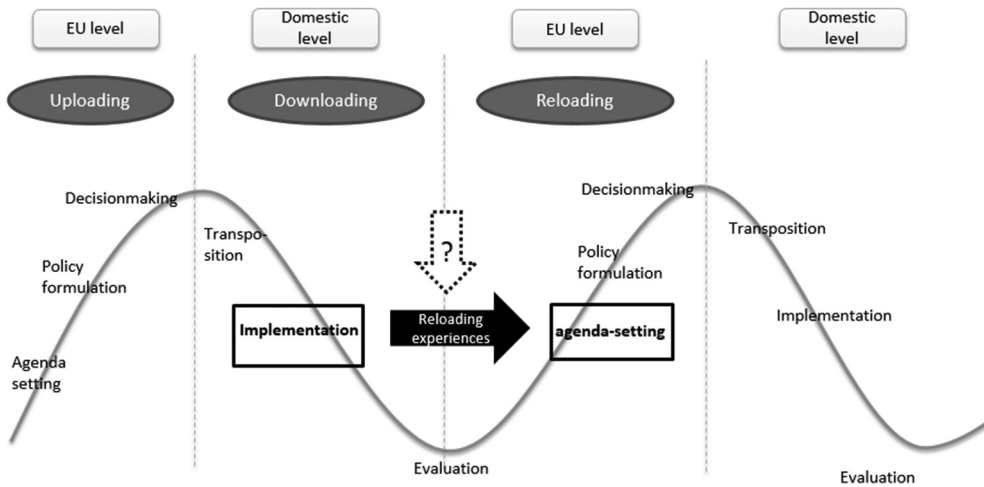 EU level
Domestic
level
EU level
Domestic
level
Uploading
Downloading
Reloading
Decisionmaking
Transpo-
sition
Policy
formulation
Agenda
setting
Implementation
?
Reloading
experiences
Decisionmaking
Policy
formulation
agenda-setting
Transposition
Implementation
Evaluation
Evaluation